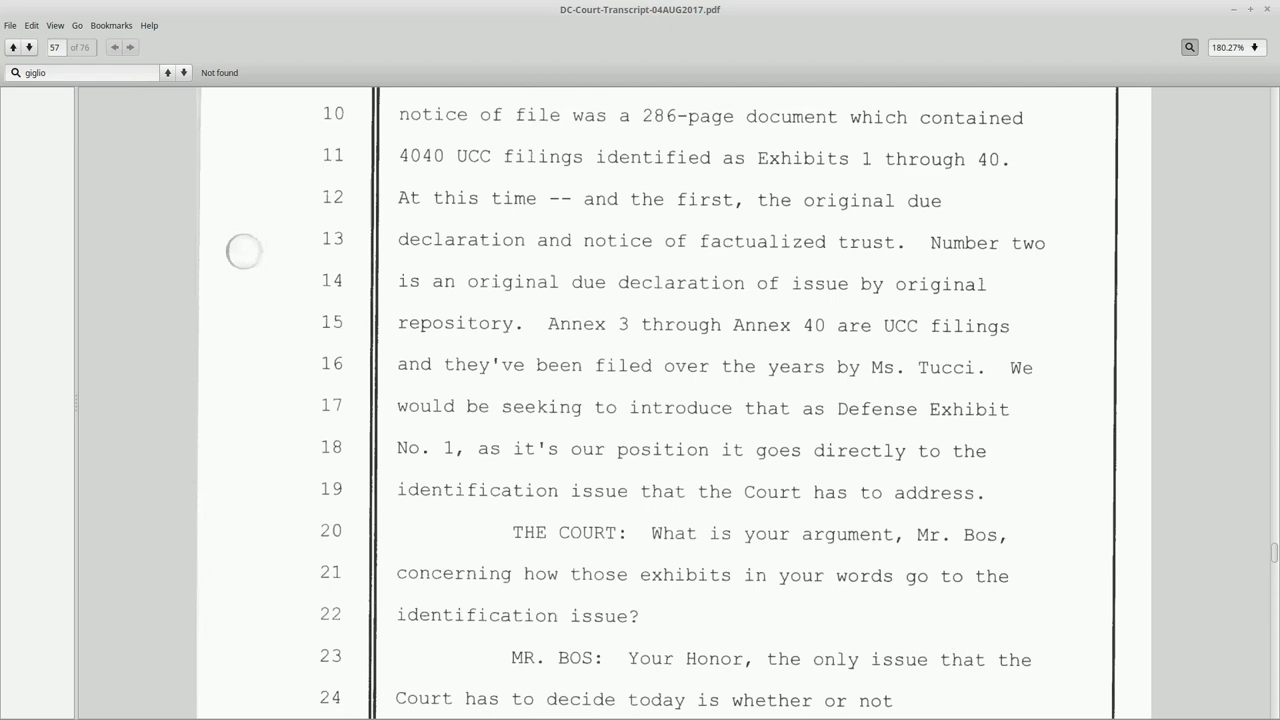 DC-Court-Transcript-04AUG2017.pdf
File Edit View Go Bookmarks Help
57 of 76 180.27%
giglio Not found
10 notice of file was a 286-page document which contained
11 4040 UCC filings identified as Exhibits 1 through 40.
12 At this time -- and the first, the original due
13 declaration and notice of factualized trust. Number two
14 is an original due declaration of issue by original
15 repository. Annex 3 through Annex 40 are UCC filings
16 and they've been filed over the years by Ms. Tucci. We
17 would be seeking to introduce that as Defense Exhibit
18 No. 1, as it's our position it goes directly to the
19 identification issue that the Court has to address.
20 THE COURT: What is your argument, Mr. Bos,
21 concerning how those exhibits in your words go to the
22 identification issue?
23 MR. BOS: Your Honor, the only issue that the
24 Court has to decide today is whether or not